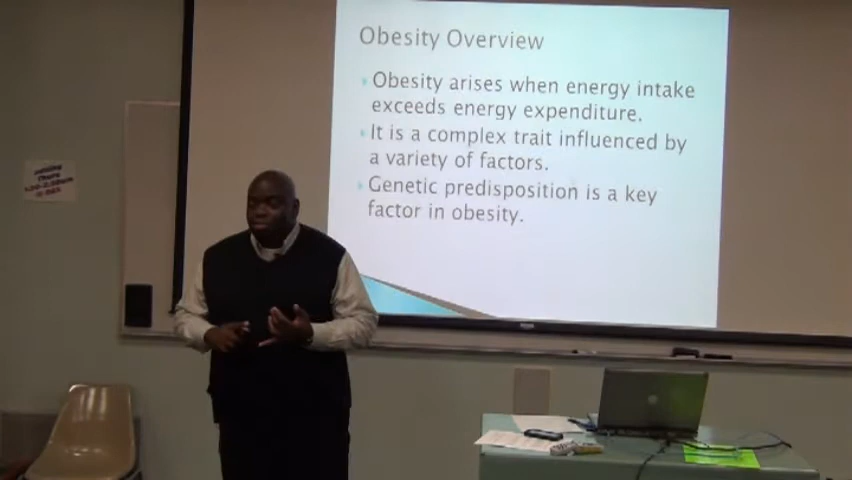 Obesity Overview
Obesity arises when energy intake
exceeds energy expenditure.
It is a complex trait influenced by
a variety of factors.
Genetic predisposition is a key
factor in obesity.